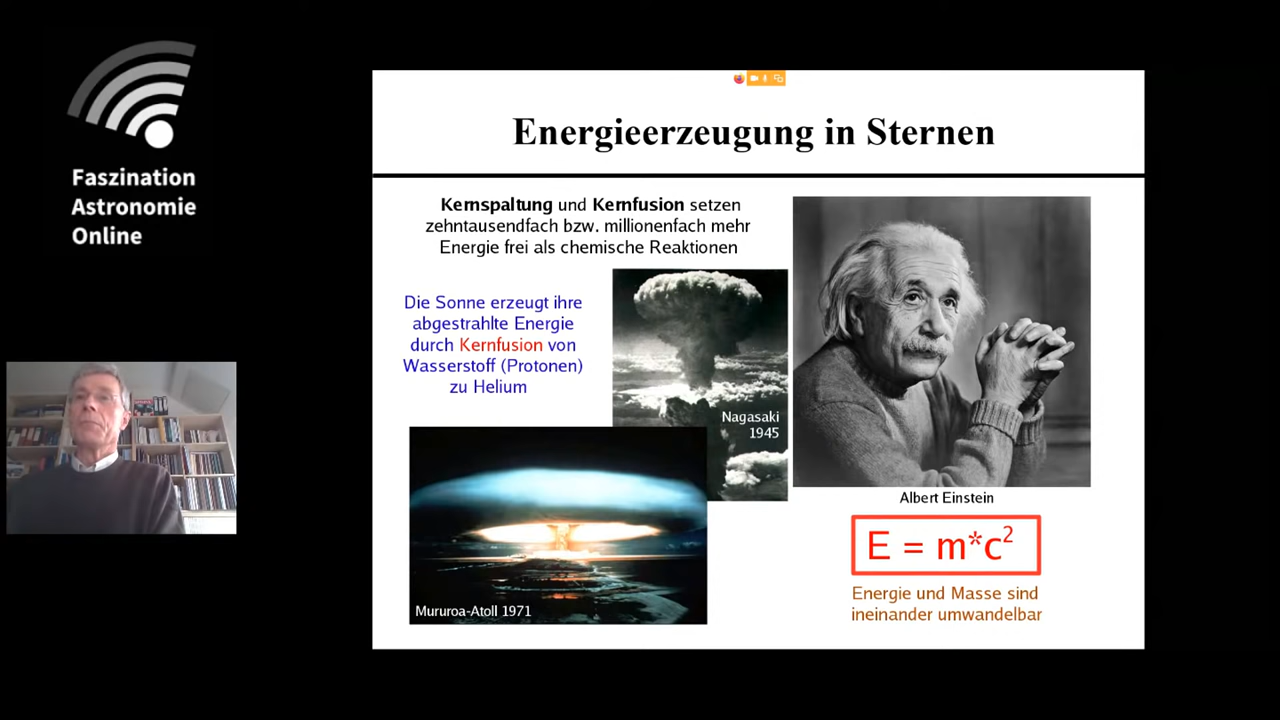 Faszination
Astronomie
Online
Energieerzeugung in Sternen
Kernspaltung und Kernfusion setzen
zehntausendfach bzw. millionenfach mehr
Energie frei als chemische Reaktionen
Die Sonne erzeugt ihre
abgestrahlte Energie
durch Kernfusion von
Wasserstoff (Protonen)
zu Helium
Nagasaki
1945
Mururoa-Atoll 1971
Albert Einstein
E = m*c²
Energie und Masse sind
ineinander umwandelbar